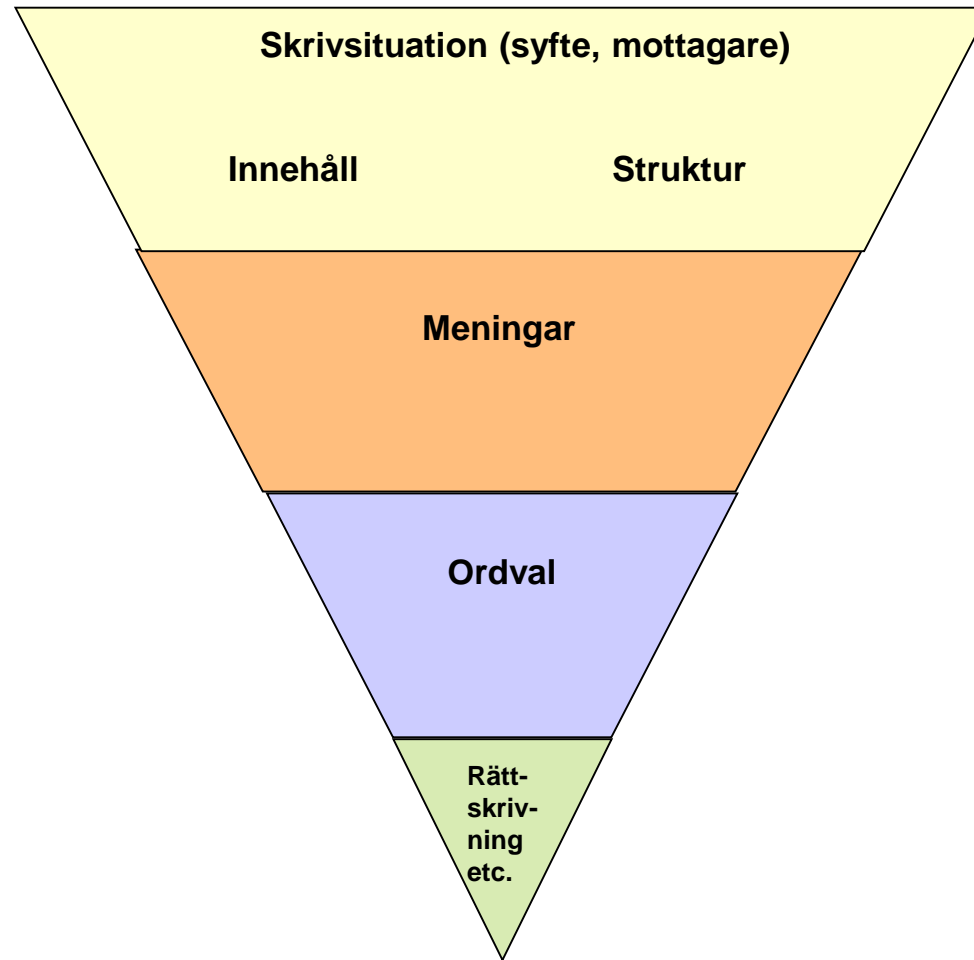 Skrivsituation (syfte, mottagare)
Innehåll Struktur
Meningar
Ordval
Rätt-
skriv-
ning
etc.